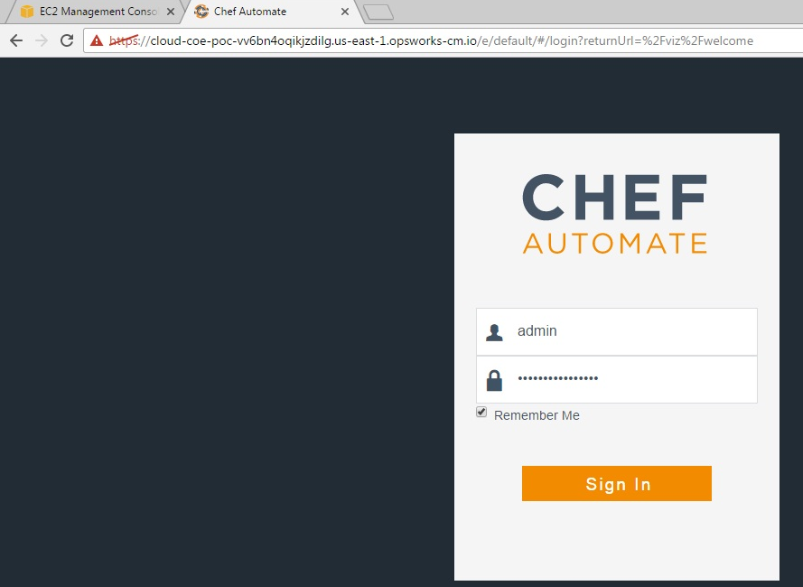 EC2 Management Conso
Chef Automate
https://cloud-coe-poc-vv6bn4oqikjzdilg.us-east-1.opsworks-cm.io/e/default/#/login?returnUrl=%2Fviz%2Fwelcome
CHEF
AUTOMATE
admin
••••••••••••••••
Remember Me
Sign In